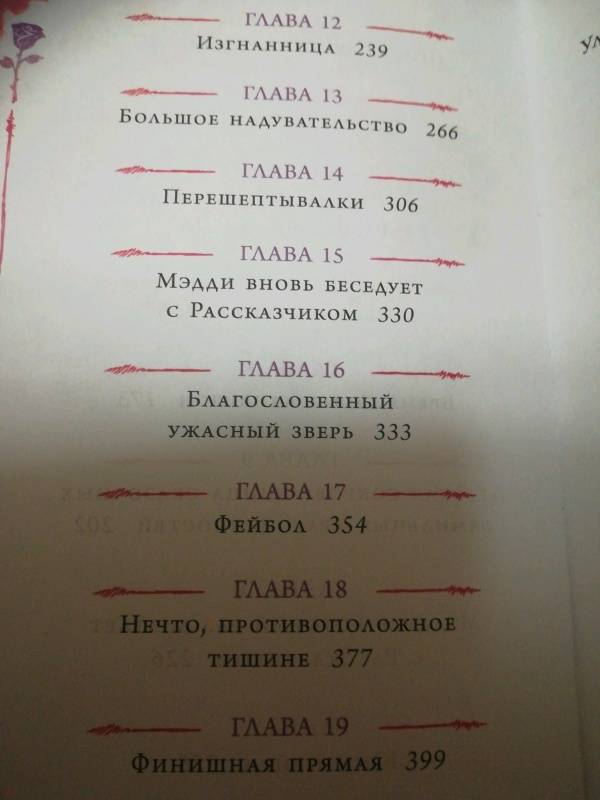 ГЛАВА 12
Изгнанница 239
ГЛАВА 13
Большое надувательство 266
ГЛАВА 14
Перешептывалки 306
ГЛАВА 15
Мэдди вновь беседует
с Рассказчиком 330
ГЛАВА 16
Благословенный
ужасный зверь 333
ГЛАВА 17
Фейбол 354
ГЛАВА 18
Нечто, противоположное
тишине 377
ГЛАВА 19
Финишная прямая 399